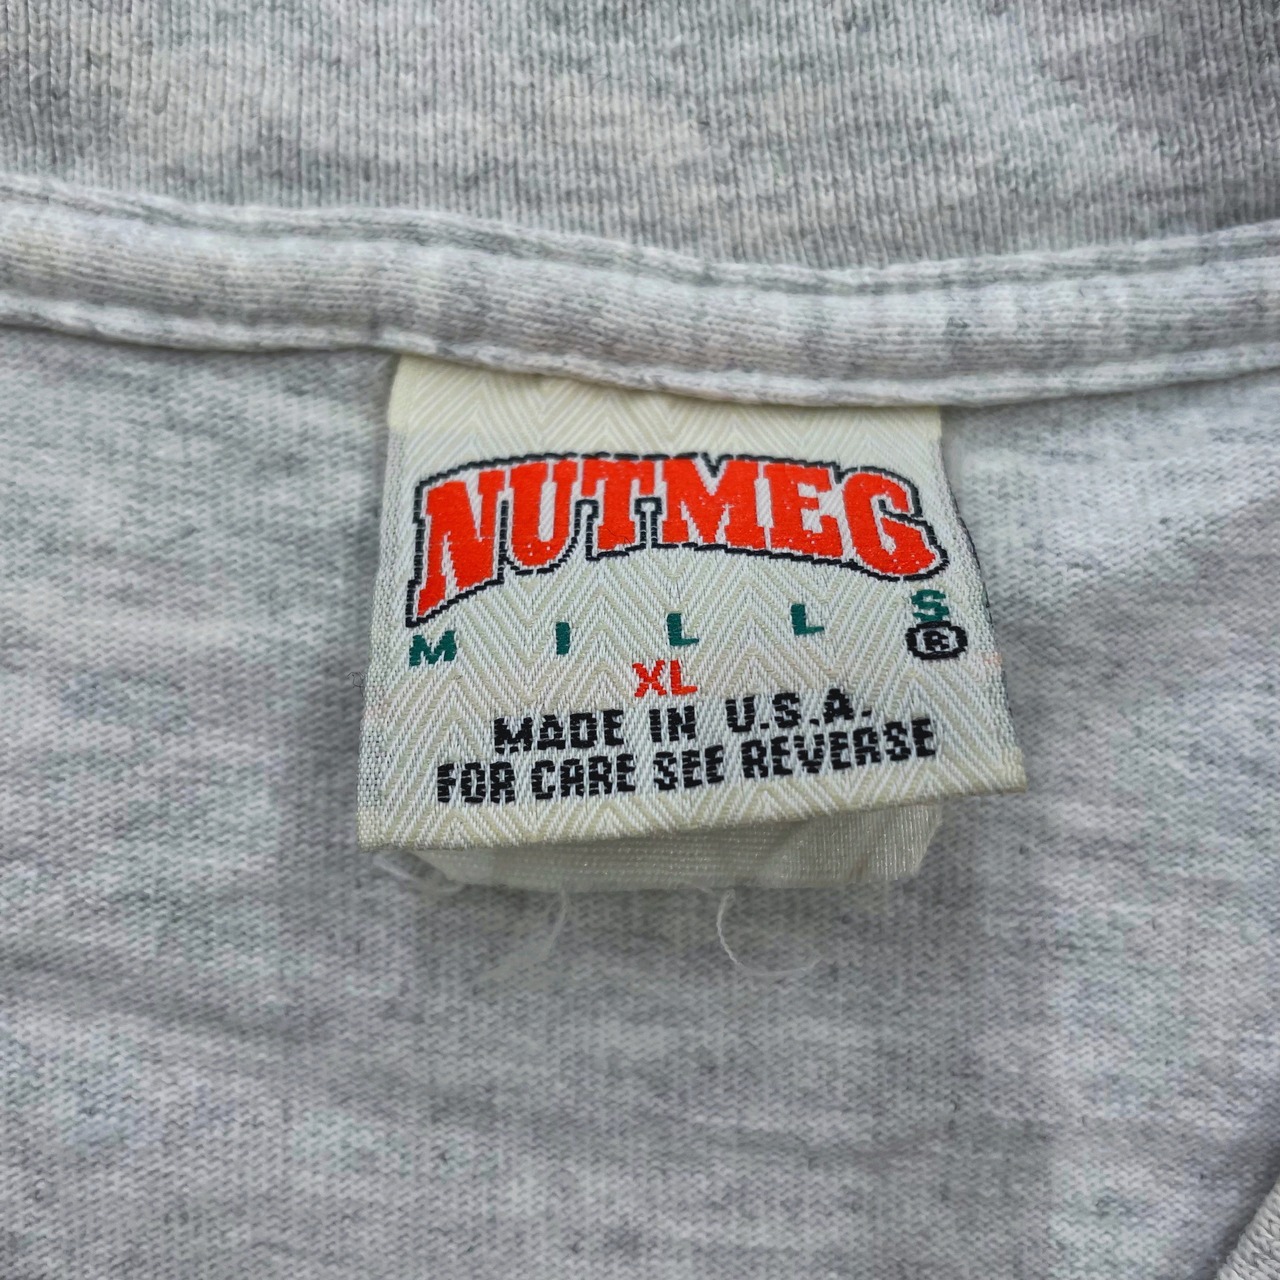 NUTMEG
MILLS
®
XL
MADE IN U.S.A.
FOR CARE SEE REVERSE